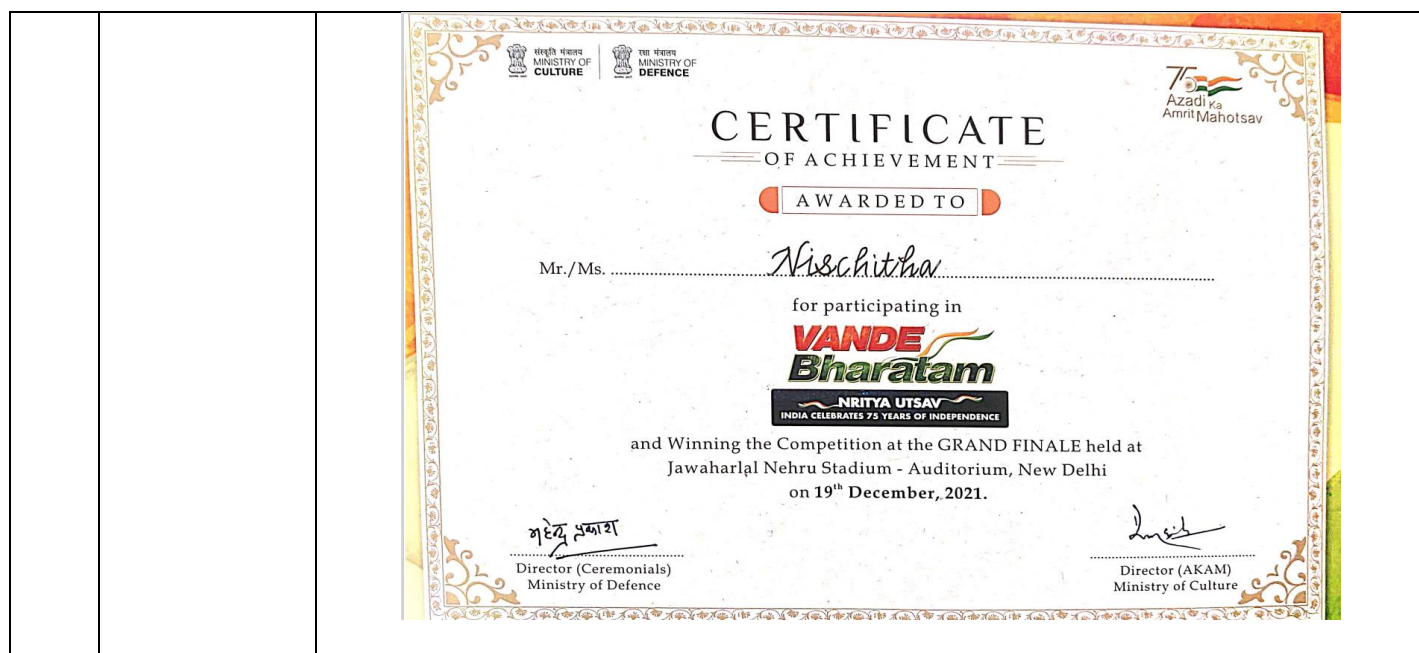 संस्कृति मंत्रालय
MINISTRY OF
CULTURE
रक्षा मंत्रालय
MINISTRY OF
DEFENCE
75
Azadi Ka
Amrit Mahotsav
CERTIFICATE
OF ACHIEVEMENT
AWARDED TO
Mr./Ms. Nischitha
for participating in
VANDE
Bharatam
NRITYA UTSAV
INDIA CELEBRATES 75 YEARS OF INDEPENDENCE
and Winning the Competition at the GRAND FINALE held at
Jawaharlal Nehru Stadium - Auditorium, New Delhi
on 19th December, 2021.
महेन्द्र प्रकाश
Director (Ceremonials)
Ministry of Defence
Director (AKAM)
Ministry of Culture